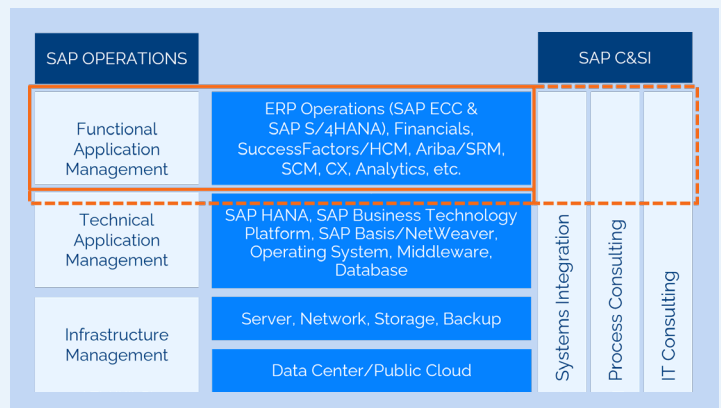 SAP OPERATIONS
SAP C&SI
Functional
Application
Management
ERP Operations (SAP ECC &
SAP S/4HANA), Financials,
SuccessFactors/HCM, Ariba/SRM,
SCM, CX, Analytics, etc.
Technical
Application
Management
SAP HANA, SAP Business Technology
Platform, SAP Basis/NetWeaver,
Operating System, Middleware,
Database
Infrastructure
Management
Server, Network, Storage, Backup
Data Center/Public Cloud
Systems Integration
Process Consulting
IT Consulting